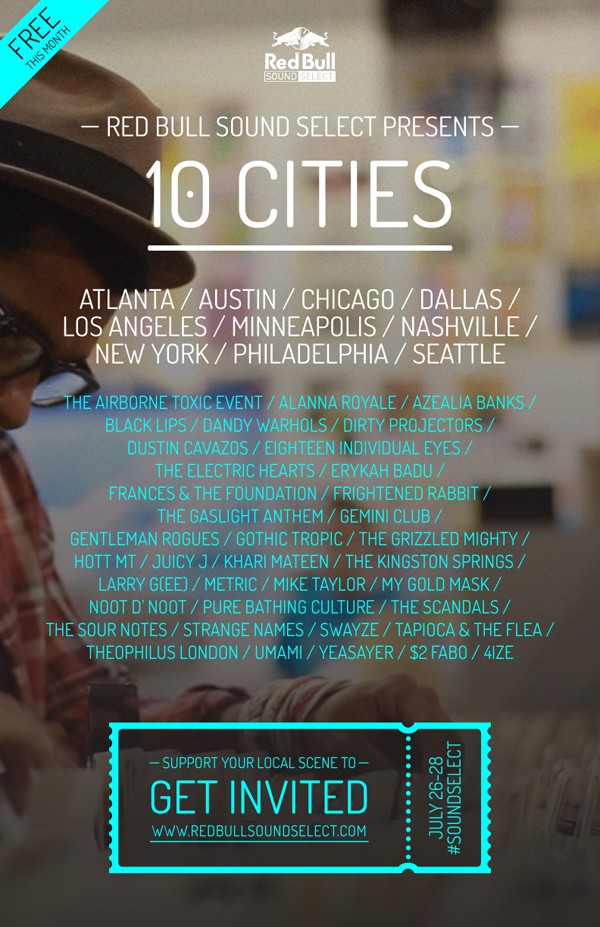 FREE
THIS MONTH
Red Bull
SOUND SELECT
— RED BULL SOUND SELECT PRESENTS —
10 CITIES
ATLANTA / AUSTIN / CHICAGO / DALLAS /
LOS ANGELES / MINNEAPOLIS / NASHVILLE /
NEW YORK / PHILADELPHIA / SEATTLE
THE AIRBORNE TOXIC EVENT / ALANNA ROYALE / AZEALIA BANKS /
BLACK LIPS / DANDY WARHOLS / DIRTY PROJECTORS /
DUSTIN CAVAZOS / EIGHTEEN INDIVIDUAL EYES /
THE ELECTRIC HEARTS / ERYKAH BADU /
FRANCES & THE FOUNDATION / FRIGHTENED RABBIT /
THE GASLIGHT ANTHEM / GEMINI CLUB /
GENTLEMAN ROGUES / GOTHIC TROPIC / THE GRIZZLED MIGHTY /
HOTT MT / JUICY J / KHARI MATEEN / THE KINGSTON SPRINGS /
LARRY G(EE) / METRIC / MIKE TAYLOR / MY GOLD MASK /
NOOT D' NOOT / PURE BATHING CULTURE / THE SCANDALS /
THE SOUR NOTES / STRANGE NAMES / SWAYZE / TAPIOCA & THE FLEA /
THEOPHILUS LONDON / UMAMI / YEASAYER / $2 FABO / 4IZE
— SUPPORT YOUR LOCAL SCENE TO —
GET INVITED
WWW.REDBULLSOUNDSELECT.COM
JULY 26-28
#SOUNDSELECT